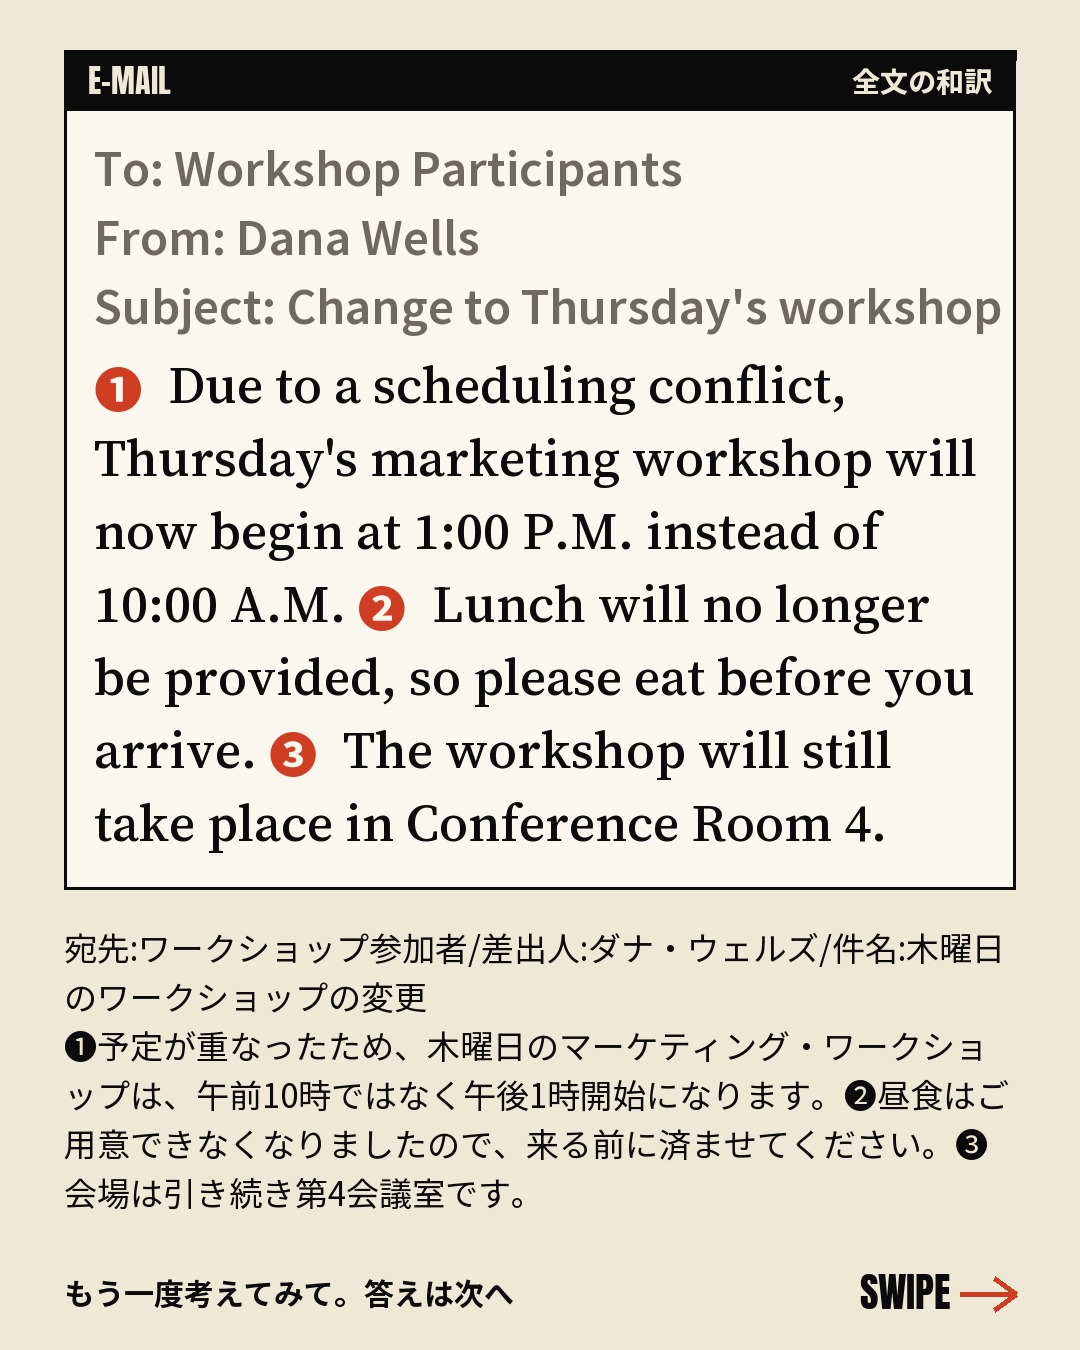 E-MAIL
全文の和訳
To: Workshop Participants
From: Dana Wells
Subject: Change to Thursday's workshop
❶ Due to a scheduling conflict,
Thursday's marketing workshop will
now begin at 1:00 P.M. instead of
10:00 A.M. ❷ Lunch will no longer
be provided, so please eat before you
arrive. ❸ The workshop will still
take place in Conference Room 4.
宛先:ワークショップ参加者/差出人:ダナ・ウェルズ/件名:木曜日
のワークショップの変更
❶予定が重なったため、木曜日のマーケティング・ワークショ
ップは、午前10時ではなく午後1時開始になります。❷昼食はご
用意できなくなりましたので、来る前に済ませてください。❸
会場は引き続き第4会議室です。
もう一度考えてみて。答えは次へ
SWIPE